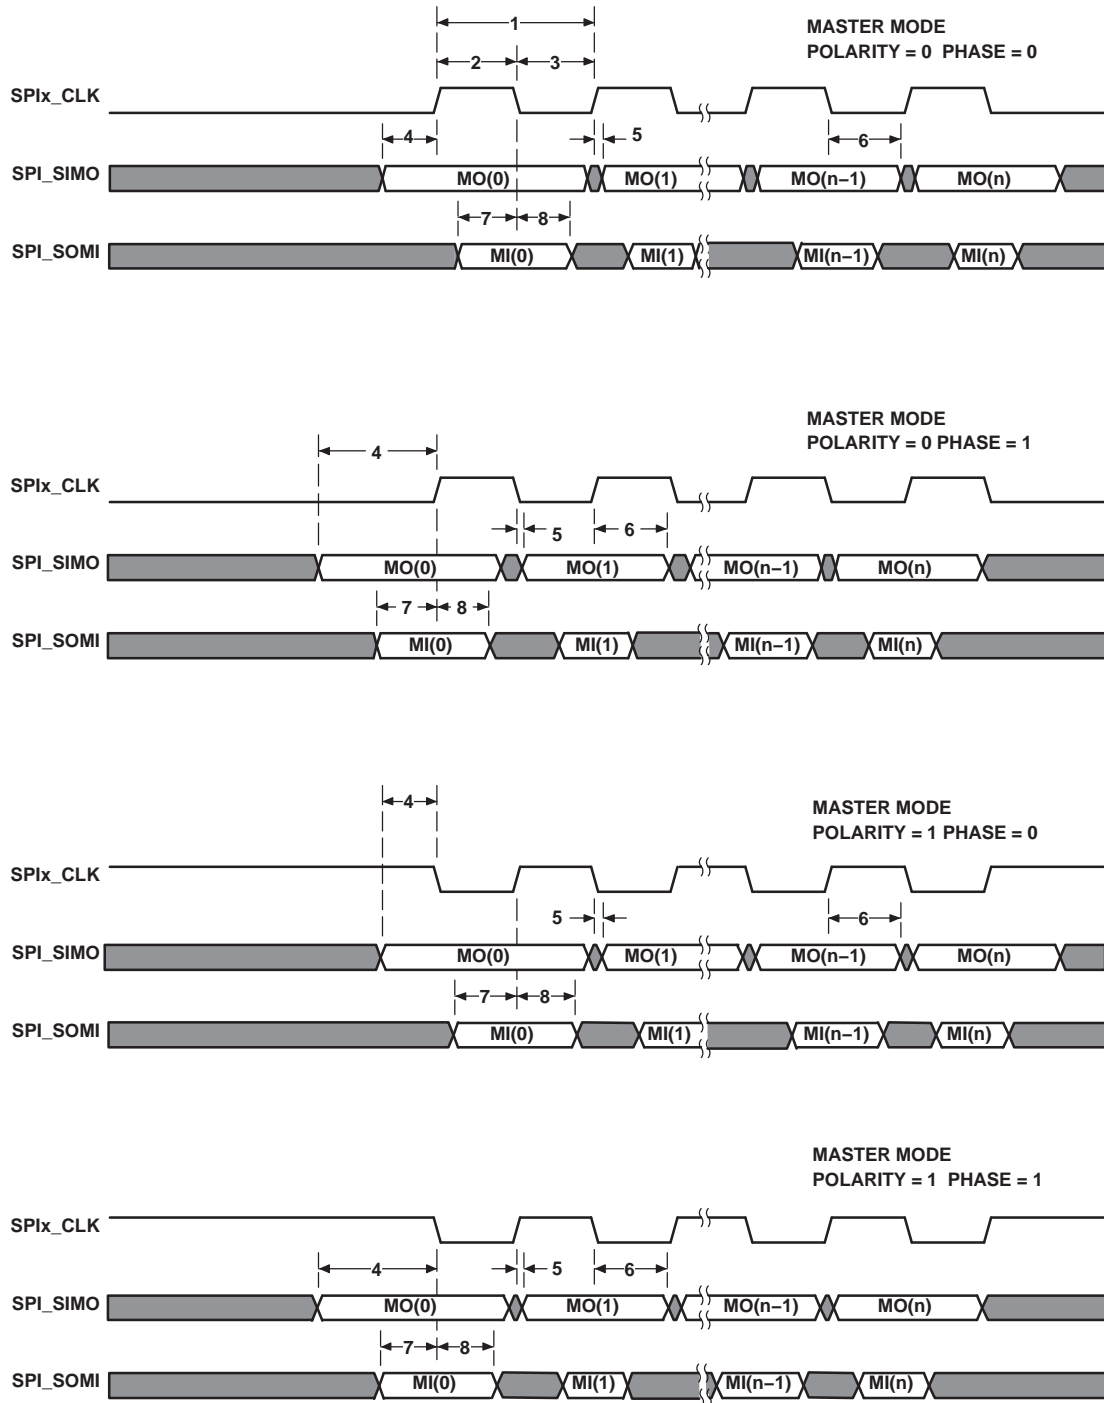 1
MASTER MODE
POLARITY = 0 PHASE = 0
2 3
SPIx_CLK
4 5 6
SPI_SIMO MO(0) MO(1) MO(n−1) MO(n)
7 8
SPI_SOMI MI(0) MI(1) MI(n−1) MI(n)
MASTER MODE
POLARITY = 0 PHASE = 1
4
SPIx_CLK
5 6
SPI_SIMO MO(0) MO(1) MO(n−1) MO(n)
7 8
SPI_SOMI MI(0) MI(1) MI(n−1) MI(n)
4
MASTER MODE
POLARITY = 1 PHASE = 0
SPIx_CLK
5 6
SPI_SIMO MO(0) MO(1) MO(n−1) MO(n)
7 8
SPI_SOMI MI(0) MI(1) MI(n−1) MI(n)
MASTER MODE
POLARITY = 1 PHASE = 1
SPIx_CLK
4 5 6
SPI_SIMO MO(0) MO(1) MO(n−1) MO(n)
7 8
SPI_SOMI MI(0) MI(1) MI(n−1) MI(n)